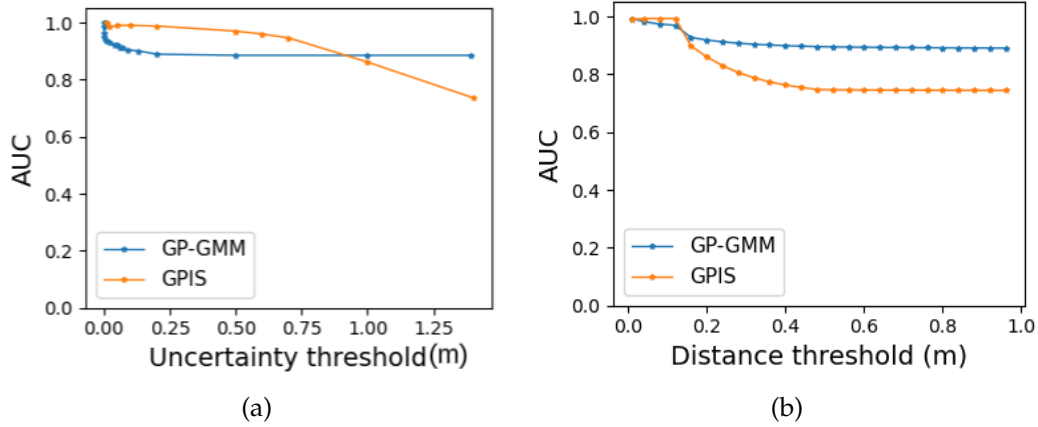 1.0
0.8
0.6
0.4
0.2
0.0
AUC
GP-GMM
GPIS
0.00 0.25 0.50 0.75 1.00 1.25
Uncertainty threshold(m)
(a)
1.0
0.8
0.6
0.4
0.2
0.0
AUC
GP-GMM
GPIS
0.0 0.2 0.4 0.6 0.8 1.0
Distance threshold (m)
(b)